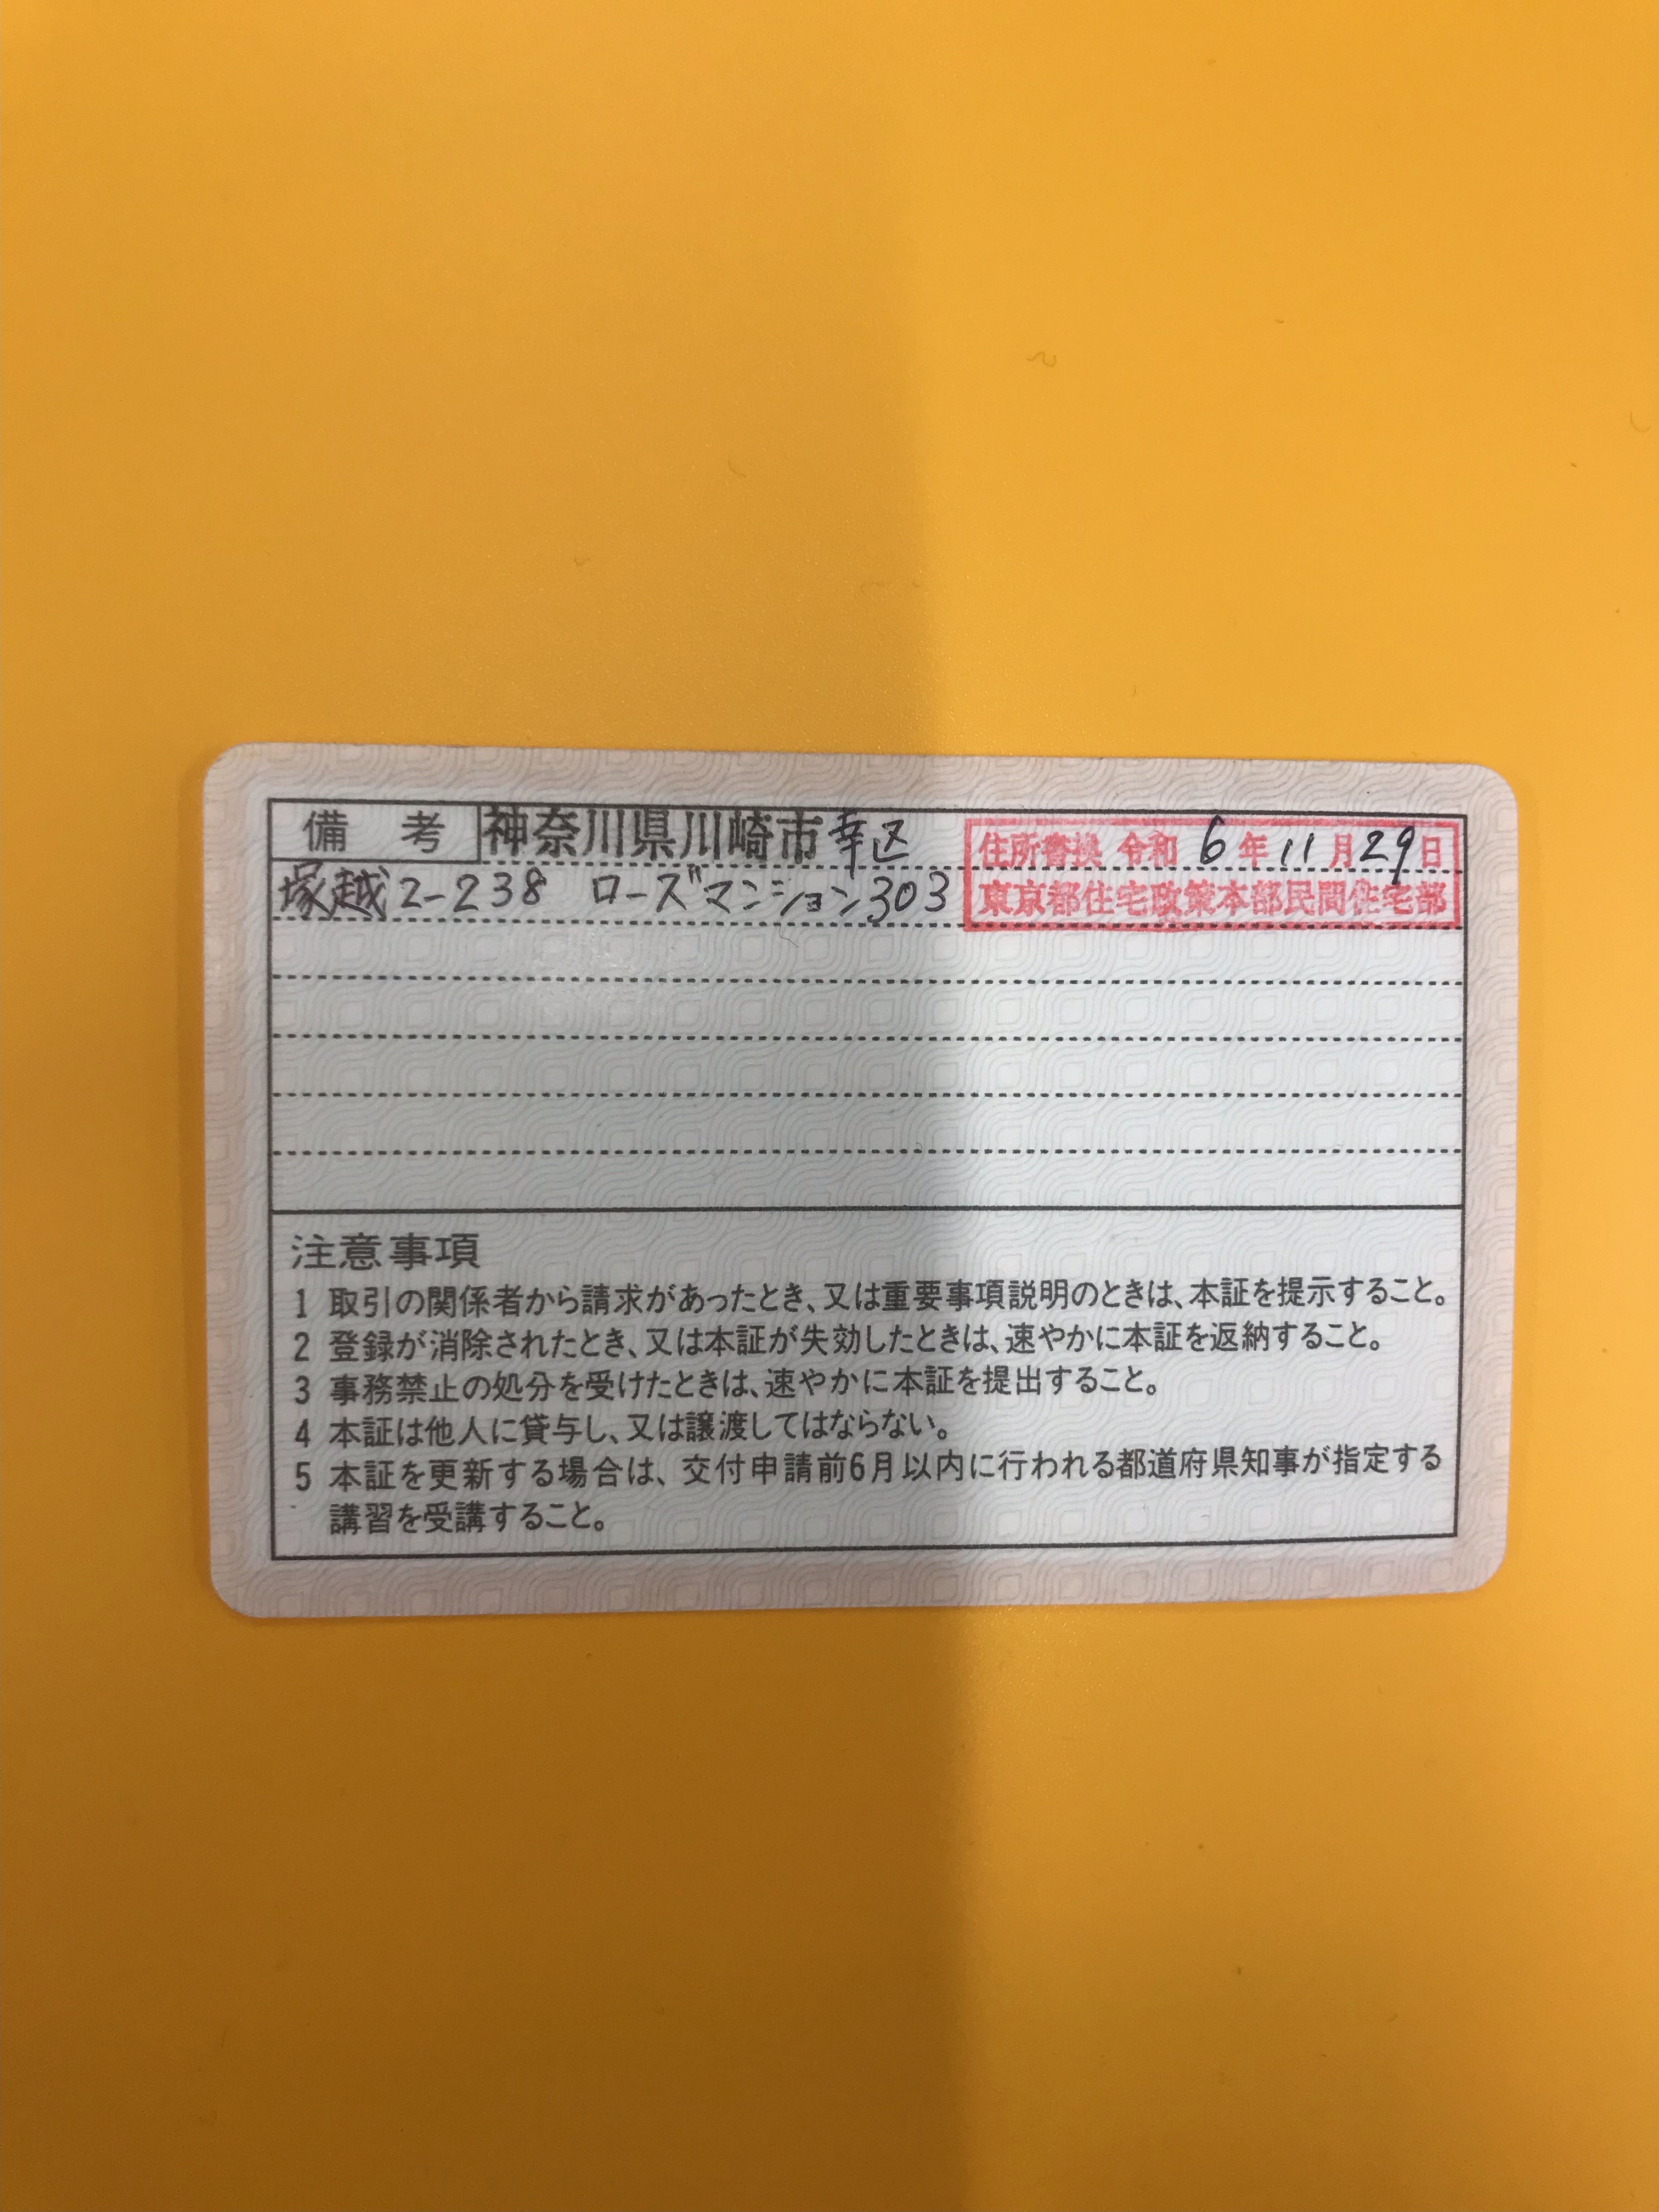 備考 神奈川県川崎市幸区 住所書換 令和6年11月29日
塚越2-238 ローズマンション303 東京都住宅政策本部民間住宅部
注意事項
1 取引の関係者から請求があったとき、又は重要事項説明のときは、本証を提示すること。
2 登録が消除されたとき、又は本証が失効したときは、速やかに本証を返納すること。
3 事務禁止の処分を受けたときは、速やかに本証を提出すること。
4 本証は他人に貸与し、又は譲渡してはならない。
5 本証を更新する場合は、交付申請前6月以内に行われる都道府県知事が指定する
講習を受講すること。